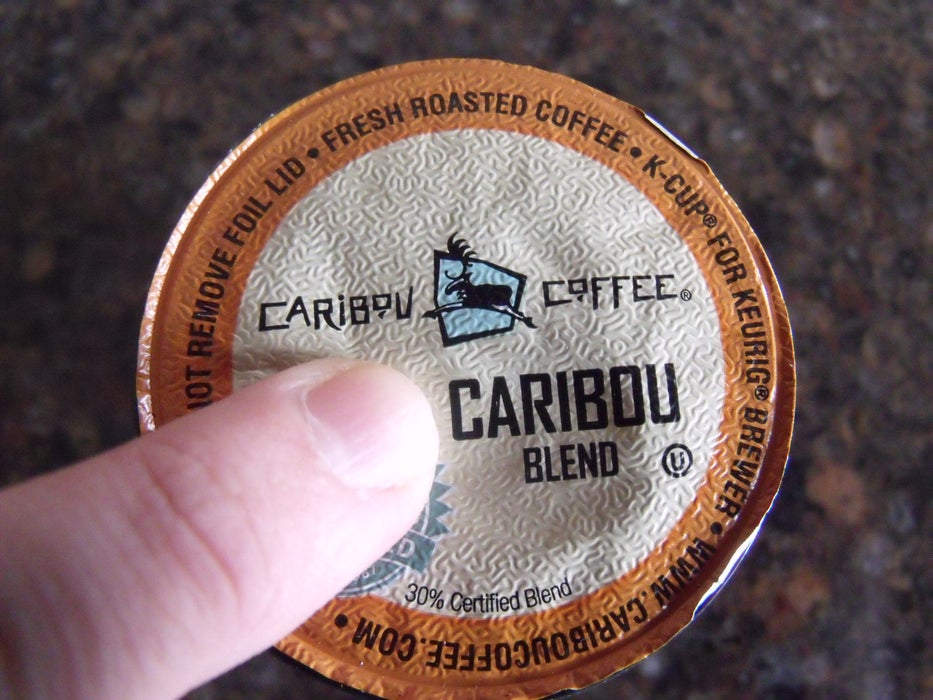 NOT REMOVE FOIL LID • FRESH ROASTED COFFEE • K-CUP® FOR KEURIG® BREWER • WWW.CARIBOUCOFFEE.COM •
CARIBOU COFFEE®
CARIBOU
BLEND U
30% Certified Blend